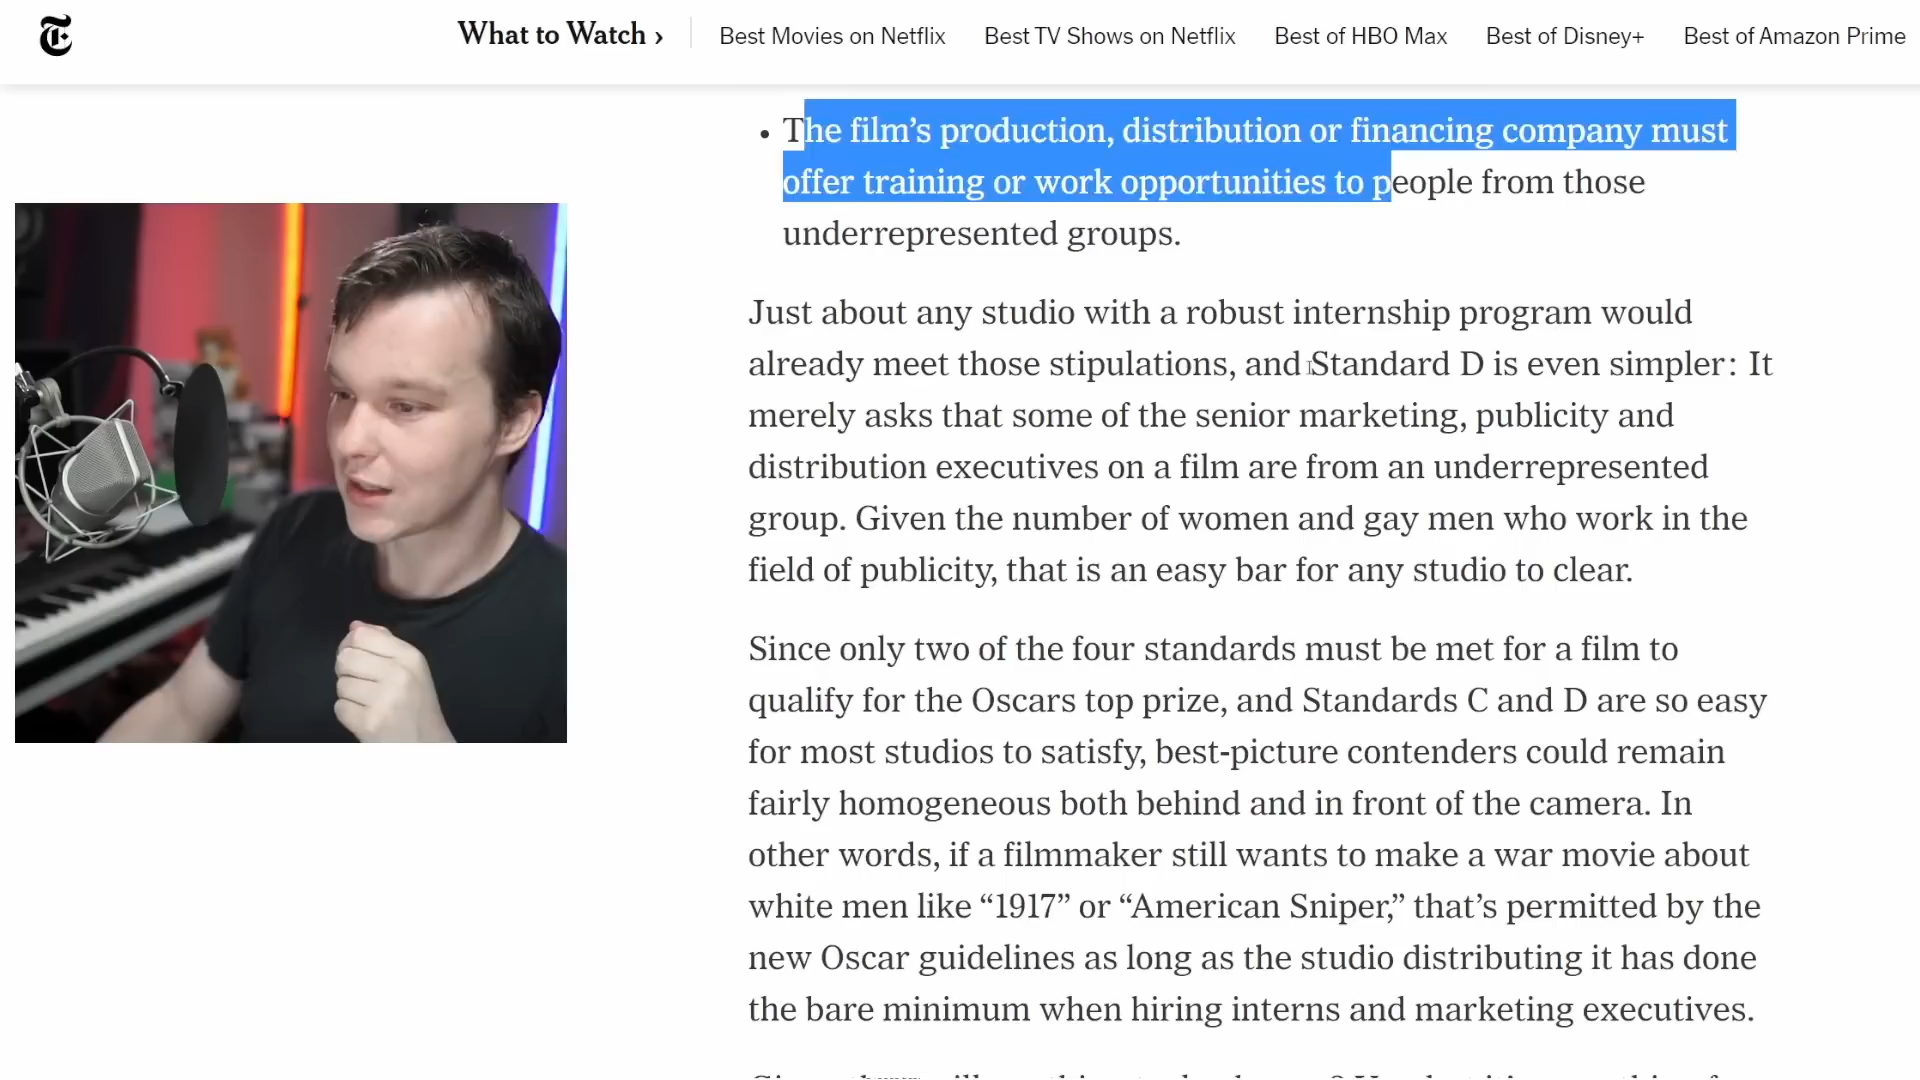 What to Watch ›
Best Movies on Netflix
Best TV Shows on Netflix
Best of HBO Max
Best of Disney+
Best of Amazon Prime
• The film’s production, distribution or financing company must
offer training or work opportunities to people from those
underrepresented groups.
Just about any studio with a robust internship program would
already meet those stipulations, and Standard D is even simpler: It
merely asks that some of the senior marketing, publicity and
distribution executives on a film are from an underrepresented
group. Given the number of women and gay men who work in the
field of publicity, that is an easy bar for any studio to clear.
Since only two of the four standards must be met for a film to
qualify for the Oscars top prize, and Standards C and D are so easy
for most studios to satisfy, best-picture contenders could remain
fairly homogeneous both behind and in front of the camera. In
other words, if a filmmaker still wants to make a war movie about
white men like “1917” or “American Sniper,” that’s permitted by the
new Oscar guidelines as long as the studio distributing it has done
the bare minimum when hiring interns and marketing executives.